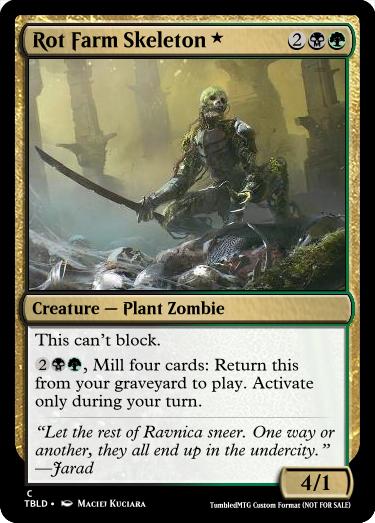 Rot Farm Skeleton ★ 2
Creature — Plant Zombie
This can't block.
2, Mill four cards: Return this
from your graveyard to play. Activate
only during your turn.
“Let the rest of Ravnica sneer. One way or
another, they all end up in the undercity.”
—Jarad
4/1
C
TBLD • Maciej Kuciara
TumbledMTG Custom Format (NOT FOR SALE)